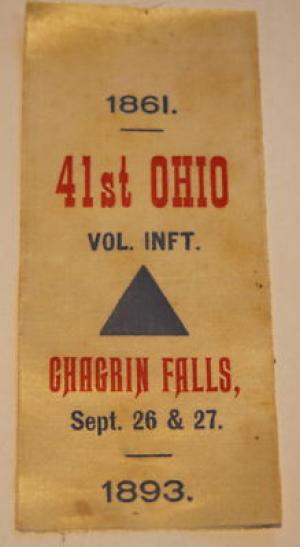 1861.
41st OHIO
VOL. INFT.
CHAGRIN FALLS,
Sept. 26 & 27.
1893.